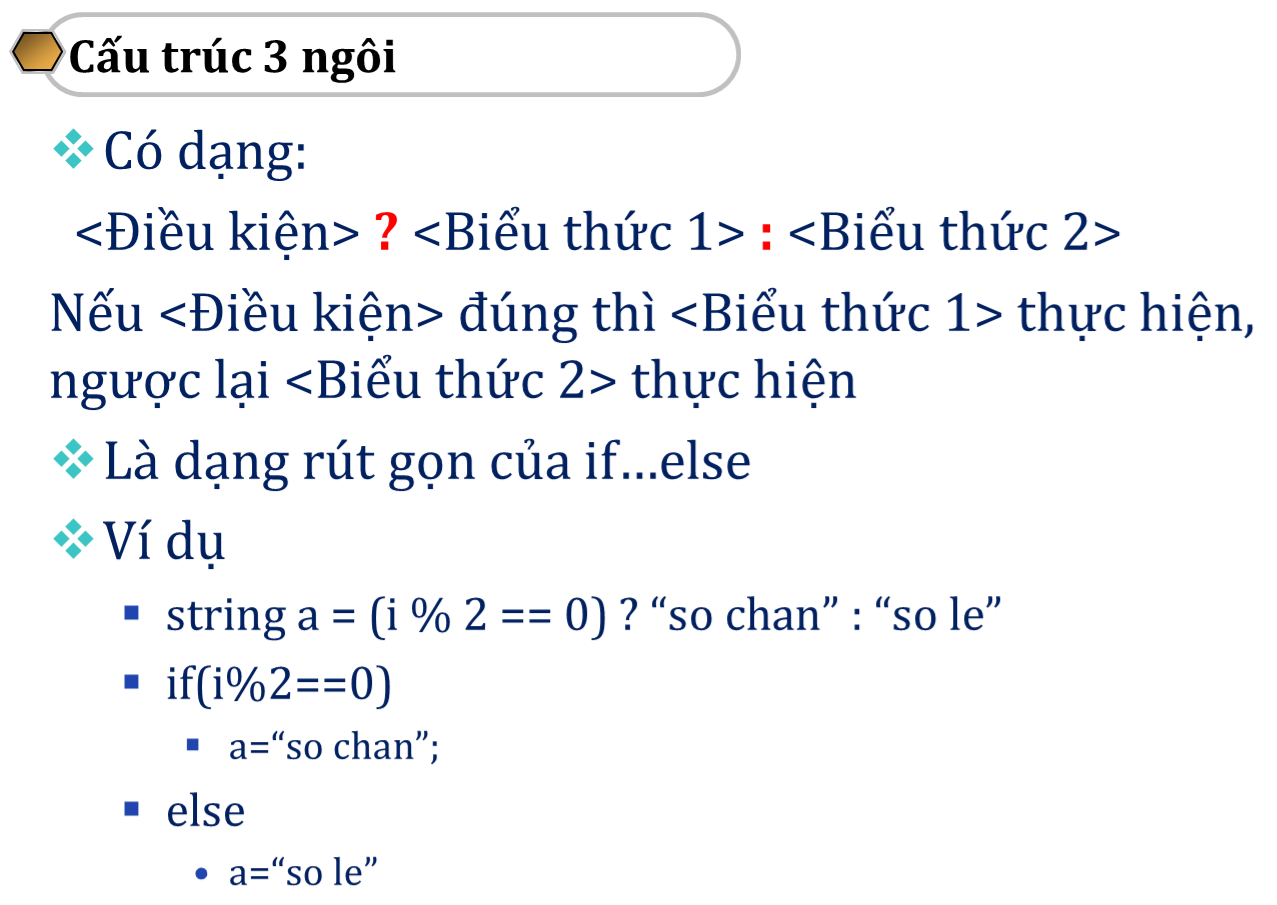 Cấu trúc 3 ngôi
Có dạng:
<Điều kiện> ? <Biểu thức 1> : <Biểu thức 2>
Nếu <Điều kiện> đúng thì <Biểu thức 1> thực hiện,
ngược lại <Biểu thức 2> thực hiện
Là dạng rút gọn của if...else
Ví dụ
string a = (i % 2 == 0) ? “so chan” : “so le”
if(i%2==0)
a=“so chan”;
else
a=“so le”